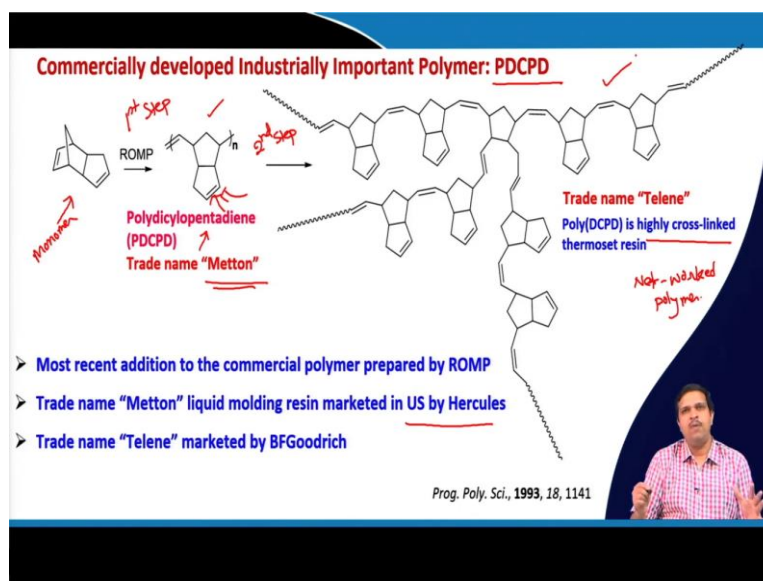 Commercially developed Industrially Important Polymer: PDCPD
1st step
ROMP
n
2nd step
Monomer
Polydicylopentadiene
(PDCPD)
Trade name “Metton”
Trade name “Telene”
Poly(DCPD) is highly cross-linked
thermoset resin
Net-worked
polymer.
➢ Most recent addition to the commercial polymer prepared by ROMP
➢ Trade name “Metton” liquid molding resin marketed in US by Hercules
➢ Trade name “Telene” marketed by BFGoodrich
Prog. Poly. Sci., 1993, 18, 1141